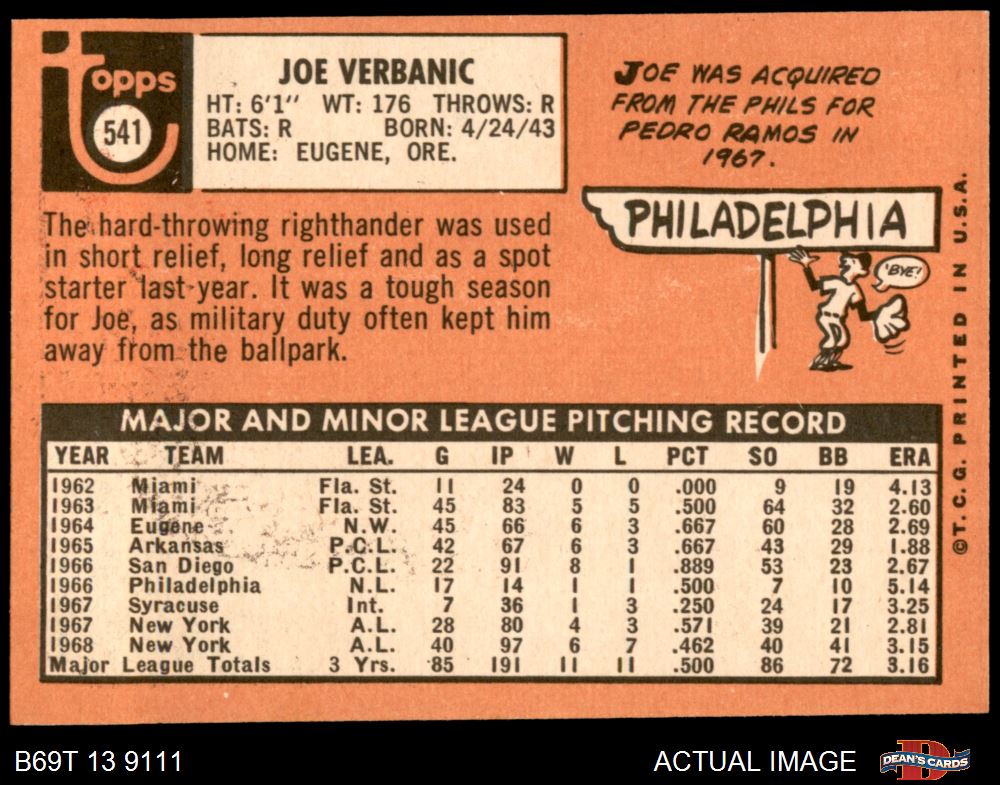 topps
541
JOE VERBANIC
HT: 6'1" WT: 176 THROWS: R
BATS: R BORN: 4/24/43
HOME: EUGENE, ORE.
JOE WAS ACQUIRED
FROM THE PHILS FOR
PEDRO RAMOS IN
1967.
PHILADELPHIA
'BYE!
The hard-throwing righthander was used
in short relief, long relief and as a spot
starter last year. It was a tough season
for Joe, as military duty often kept him
away from the ballpark.
MAJOR AND MINOR LEAGUE PITCHING RECORD
YEAR TEAM LEA. G IP W L PCT SO BB ERA
1962 Miami Fla. St. 11 24 0 0 .000 9 19 4.13
1963 Miami Fla. St. 45 83 5 5 .500 64 32 2.60
1964 Eugene N.W. 45 66 6 3 .667 60 28 2.69
1965 Arkansas P.C.L. 42 67 6 3 .667 43 29 1.88
1966 San Diego P.C.L. 22 91 8 1 .889 53 23 2.67
1966 Philadelphia N.L. 17 14 1 1 .500 7 10 5.14
1967 Syracuse Int. 7 36 1 3 .250 24 17 3.25
1967 New York A.L. 28 80 4 3 .571 39 21 2.81
1968 New York A.L. 40 97 6 7 .462 40 41 3.15
Major League Totals 3 Yrs. 85 191 11 11 .500 86 72 3.16
©T.C.G. PRINTED IN U.S.A.
B69T 13 9111
ACTUAL IMAGE
DEAN'S CARDS